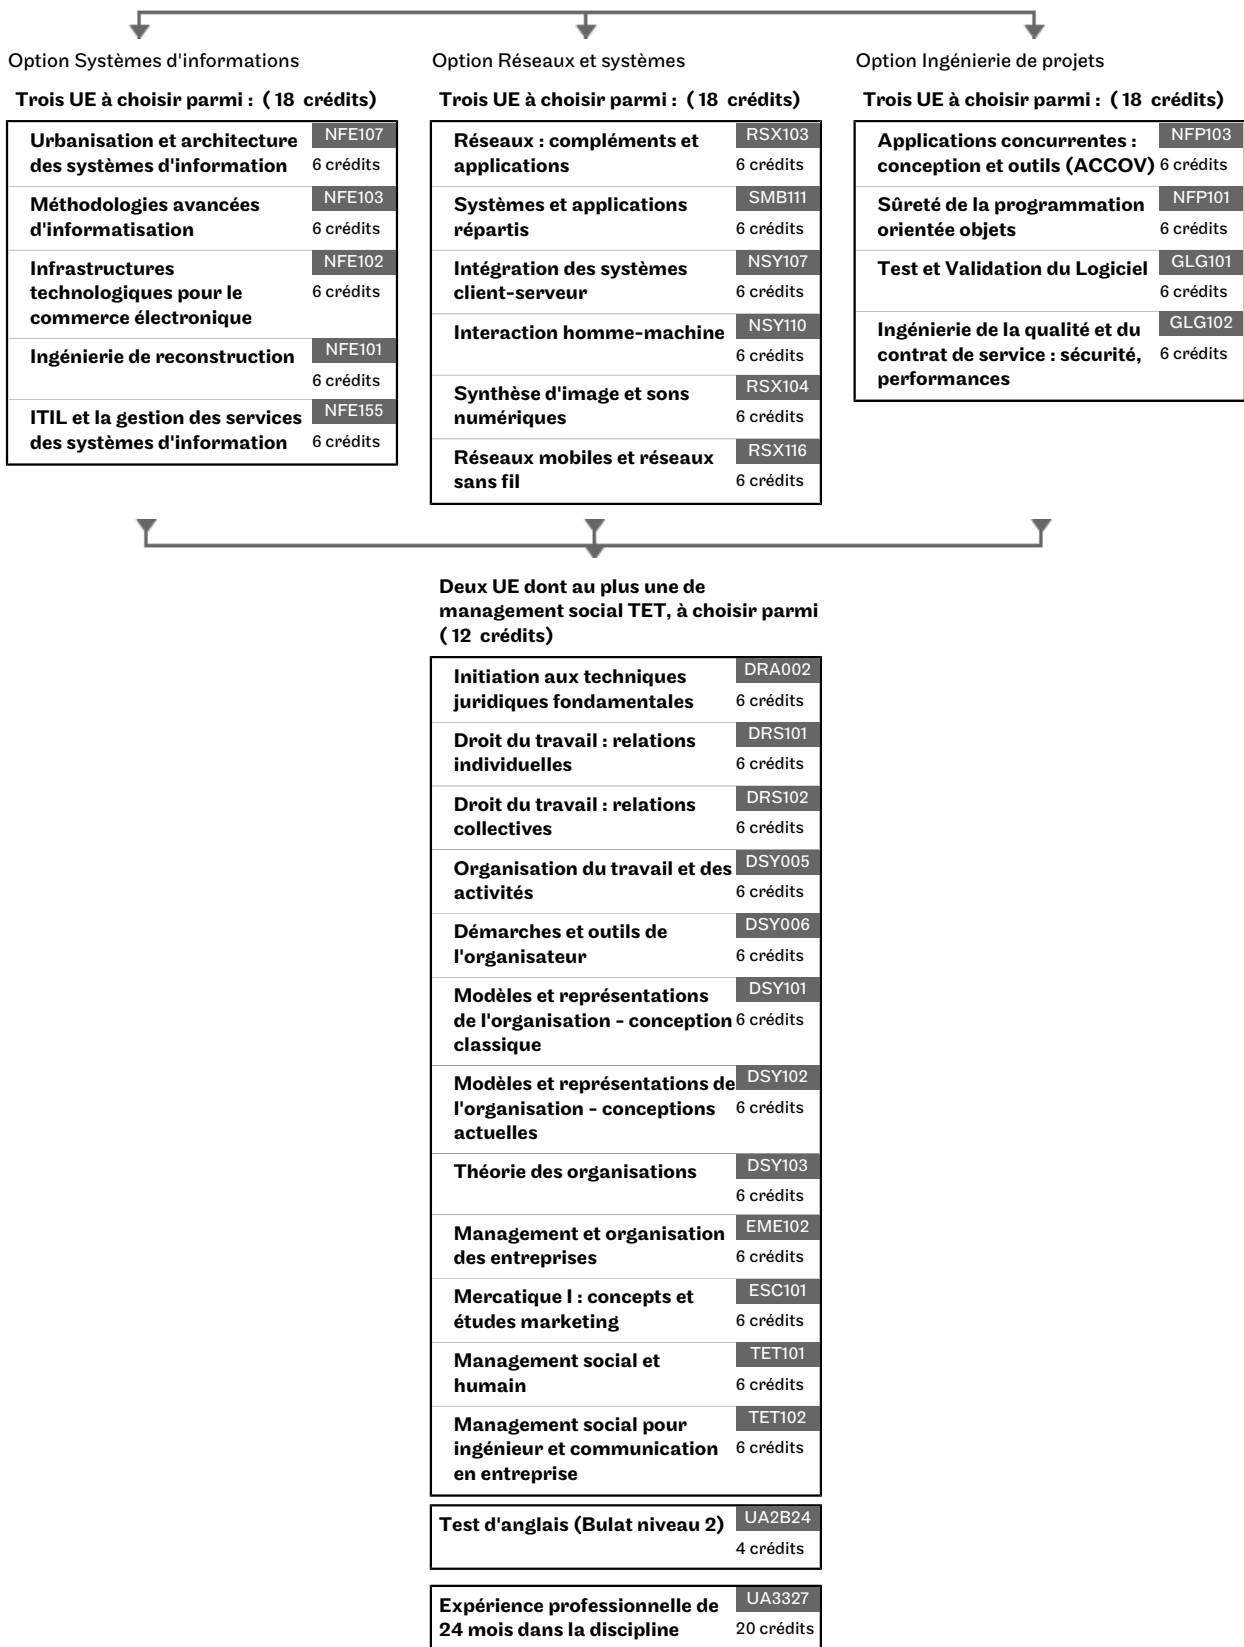 Option Systèmes d'informations
Trois UE à choisir parmi : ( 18 crédits)
Urbanisation et architecture
des systèmes d'information
NFE107
6 crédits
Méthodologies avancées
d'informatisation
NFE103
6 crédits
Infrastructures
technologiques pour le
commerce électronique
NFE102
6 crédits
Ingénierie de reconstruction
NFE101
6 crédits
ITIL et la gestion des services
des systèmes d'information
NFE155
6 crédits
Option Réseaux et systèmes
Trois UE à choisir parmi : ( 18 crédits)
Réseaux : compléments et
applications
RSX103
6 crédits
Systèmes et applications
répartis
SMB111
6 crédits
Intégration des systèmes
client-serveur
NSY107
6 crédits
Interaction homme-machine
NSY110
6 crédits
Synthèse d'image et sons
numériques
RSX104
6 crédits
Réseaux mobiles et réseaux
sans fil
RSX116
6 crédits
Option Ingénierie de projets
Trois UE à choisir parmi : ( 18 crédits)
Applications concurrentes :
conception et outils (ACCOV)
NFP103
6 crédits
Sûreté de la programmation
orientée objets
NFP101
6 crédits
Test et Validation du Logiciel
GLG101
6 crédits
Ingénierie de la qualité et du
contrat de service : sécurité,
performances
GLG102
6 crédits
Deux UE dont au plus une de
management social TET, à choisir parmi
( 12 crédits)
Initiation aux techniques
juridiques fondamentales
DRA002
6 crédits
Droit du travail : relations
individuelles
DRS101
6 crédits
Droit du travail : relations
collectives
DRS102
6 crédits
Organisation du travail et des
activités
DSY005
6 crédits
Démarches et outils de
l'organisateur
DSY006
6 crédits
Modèles et représentations
de l'organisation - conception
classique
DSY101
6 crédits
Modèles et représentations de
l'organisation - conceptions
actuelles
DSY102
6 crédits
Théorie des organisations
DSY103
6 crédits
Management et organisation
des entreprises
EME102
6 crédits
Mercatique I : concepts et
études marketing
ESC101
6 crédits
Management social et
humain
TET101
6 crédits
Management social pour
ingénieur et communication
en entreprise
TET102
6 crédits
Test d'anglais (Bulat niveau 2)
UA2B24
4 crédits
Expérience professionnelle de
24 mois dans la discipline
UA3327
20 crédits